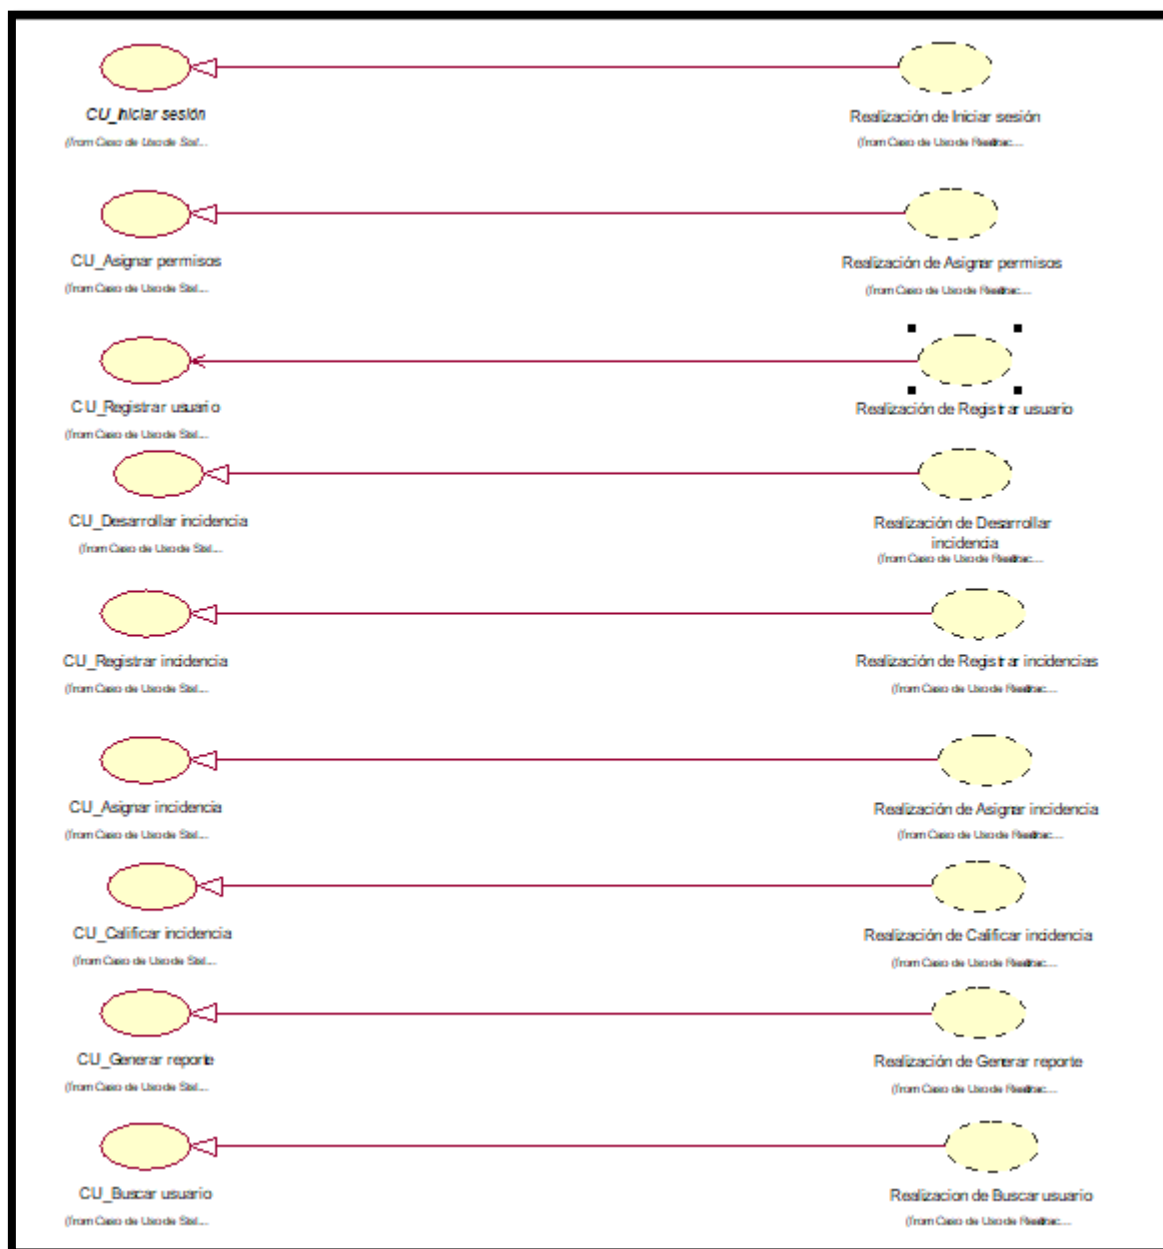 CU_Iniciar sesión
Realización de Iniciar sesión
(from Caso de Uso de Sist...
(from Caso de Uso de Realizac...
CU_Asignar permisos
Realización de Asignar permisos
(from Caso de Uso de Sist...
(from Caso de Uso de Realizac...
CU_Registrar usuario
Realización de Registrar usuario
(from Caso de Uso de Sist...
CU_Desarrollar incidencia
Realización de Desarrollar
incidencia
(from Caso de Uso de Sist...
(from Caso de Uso de Realizac...
CU_Registrar incidencia
Realización de Registrar incidencias
(from Caso de Uso de Sist...
(from Caso de Uso de Realizac...
CU_Asignar incidencia
Realización de Asignar incidencia
(from Caso de Uso de Sist...
(from Caso de Uso de Realizac...
CU_Calificar incidencia
Realización de Calificar incidencia
(from Caso de Uso de Sist...
(from Caso de Uso de Realizac...
CU_Generar reporte
Realización de Generar reporte
(from Caso de Uso de Sist...
(from Caso de Uso de Realizac...
CU_Buscar usuario
Realizacion de Buscar usuario
(from Caso de Uso de Sist...
(from Caso de Uso de Realizac...